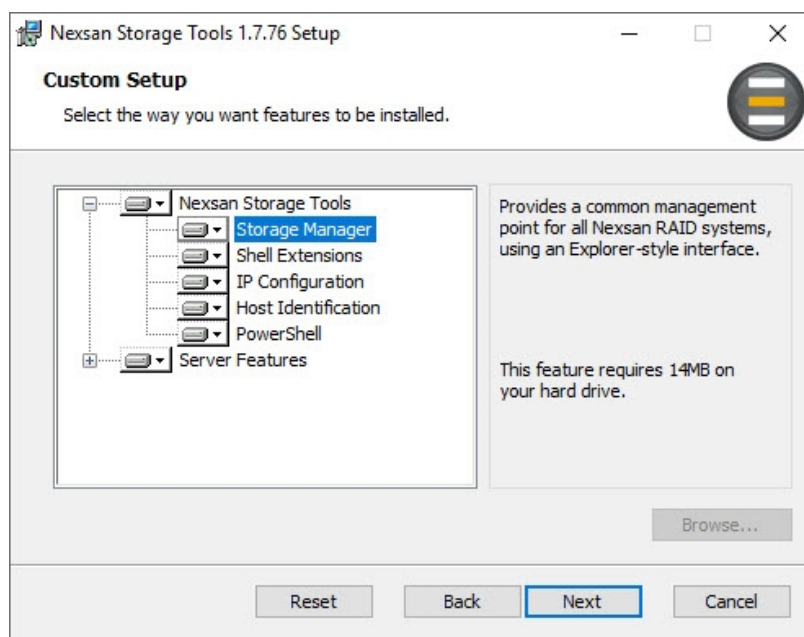 Nexsan Storage Tools 1.7.76 Setup
Custom Setup
Select the way you want features to be installed.
Nexsan Storage Tools
Storage Manager
Shell Extensions
IP Configuration
Host Identification
PowerShell
Server Features
Provides a common management
point for all Nexsan RAID systems,
using an Explorer-style interface.
This feature requires 14MB on
your hard drive.
Browse...
Reset
Back
Next
Cancel